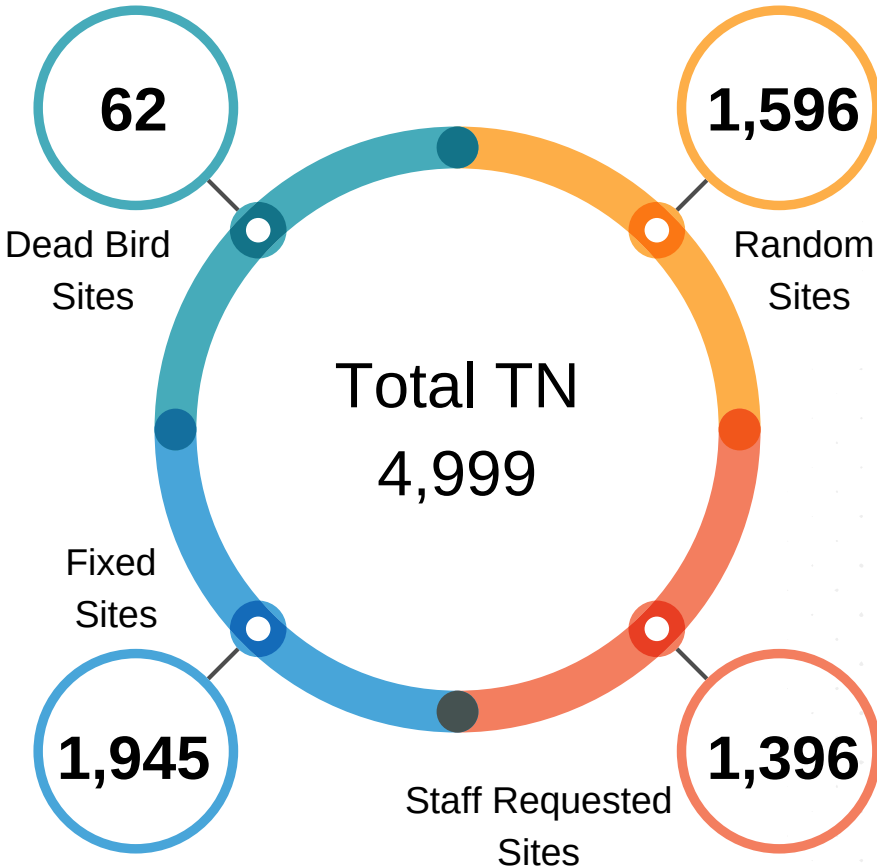 62
Dead Bird
Sites
1,596
Random
Sites
Total TN
4,999
Fixed
Sites
1,945
Staff Requested
Sites
1,396